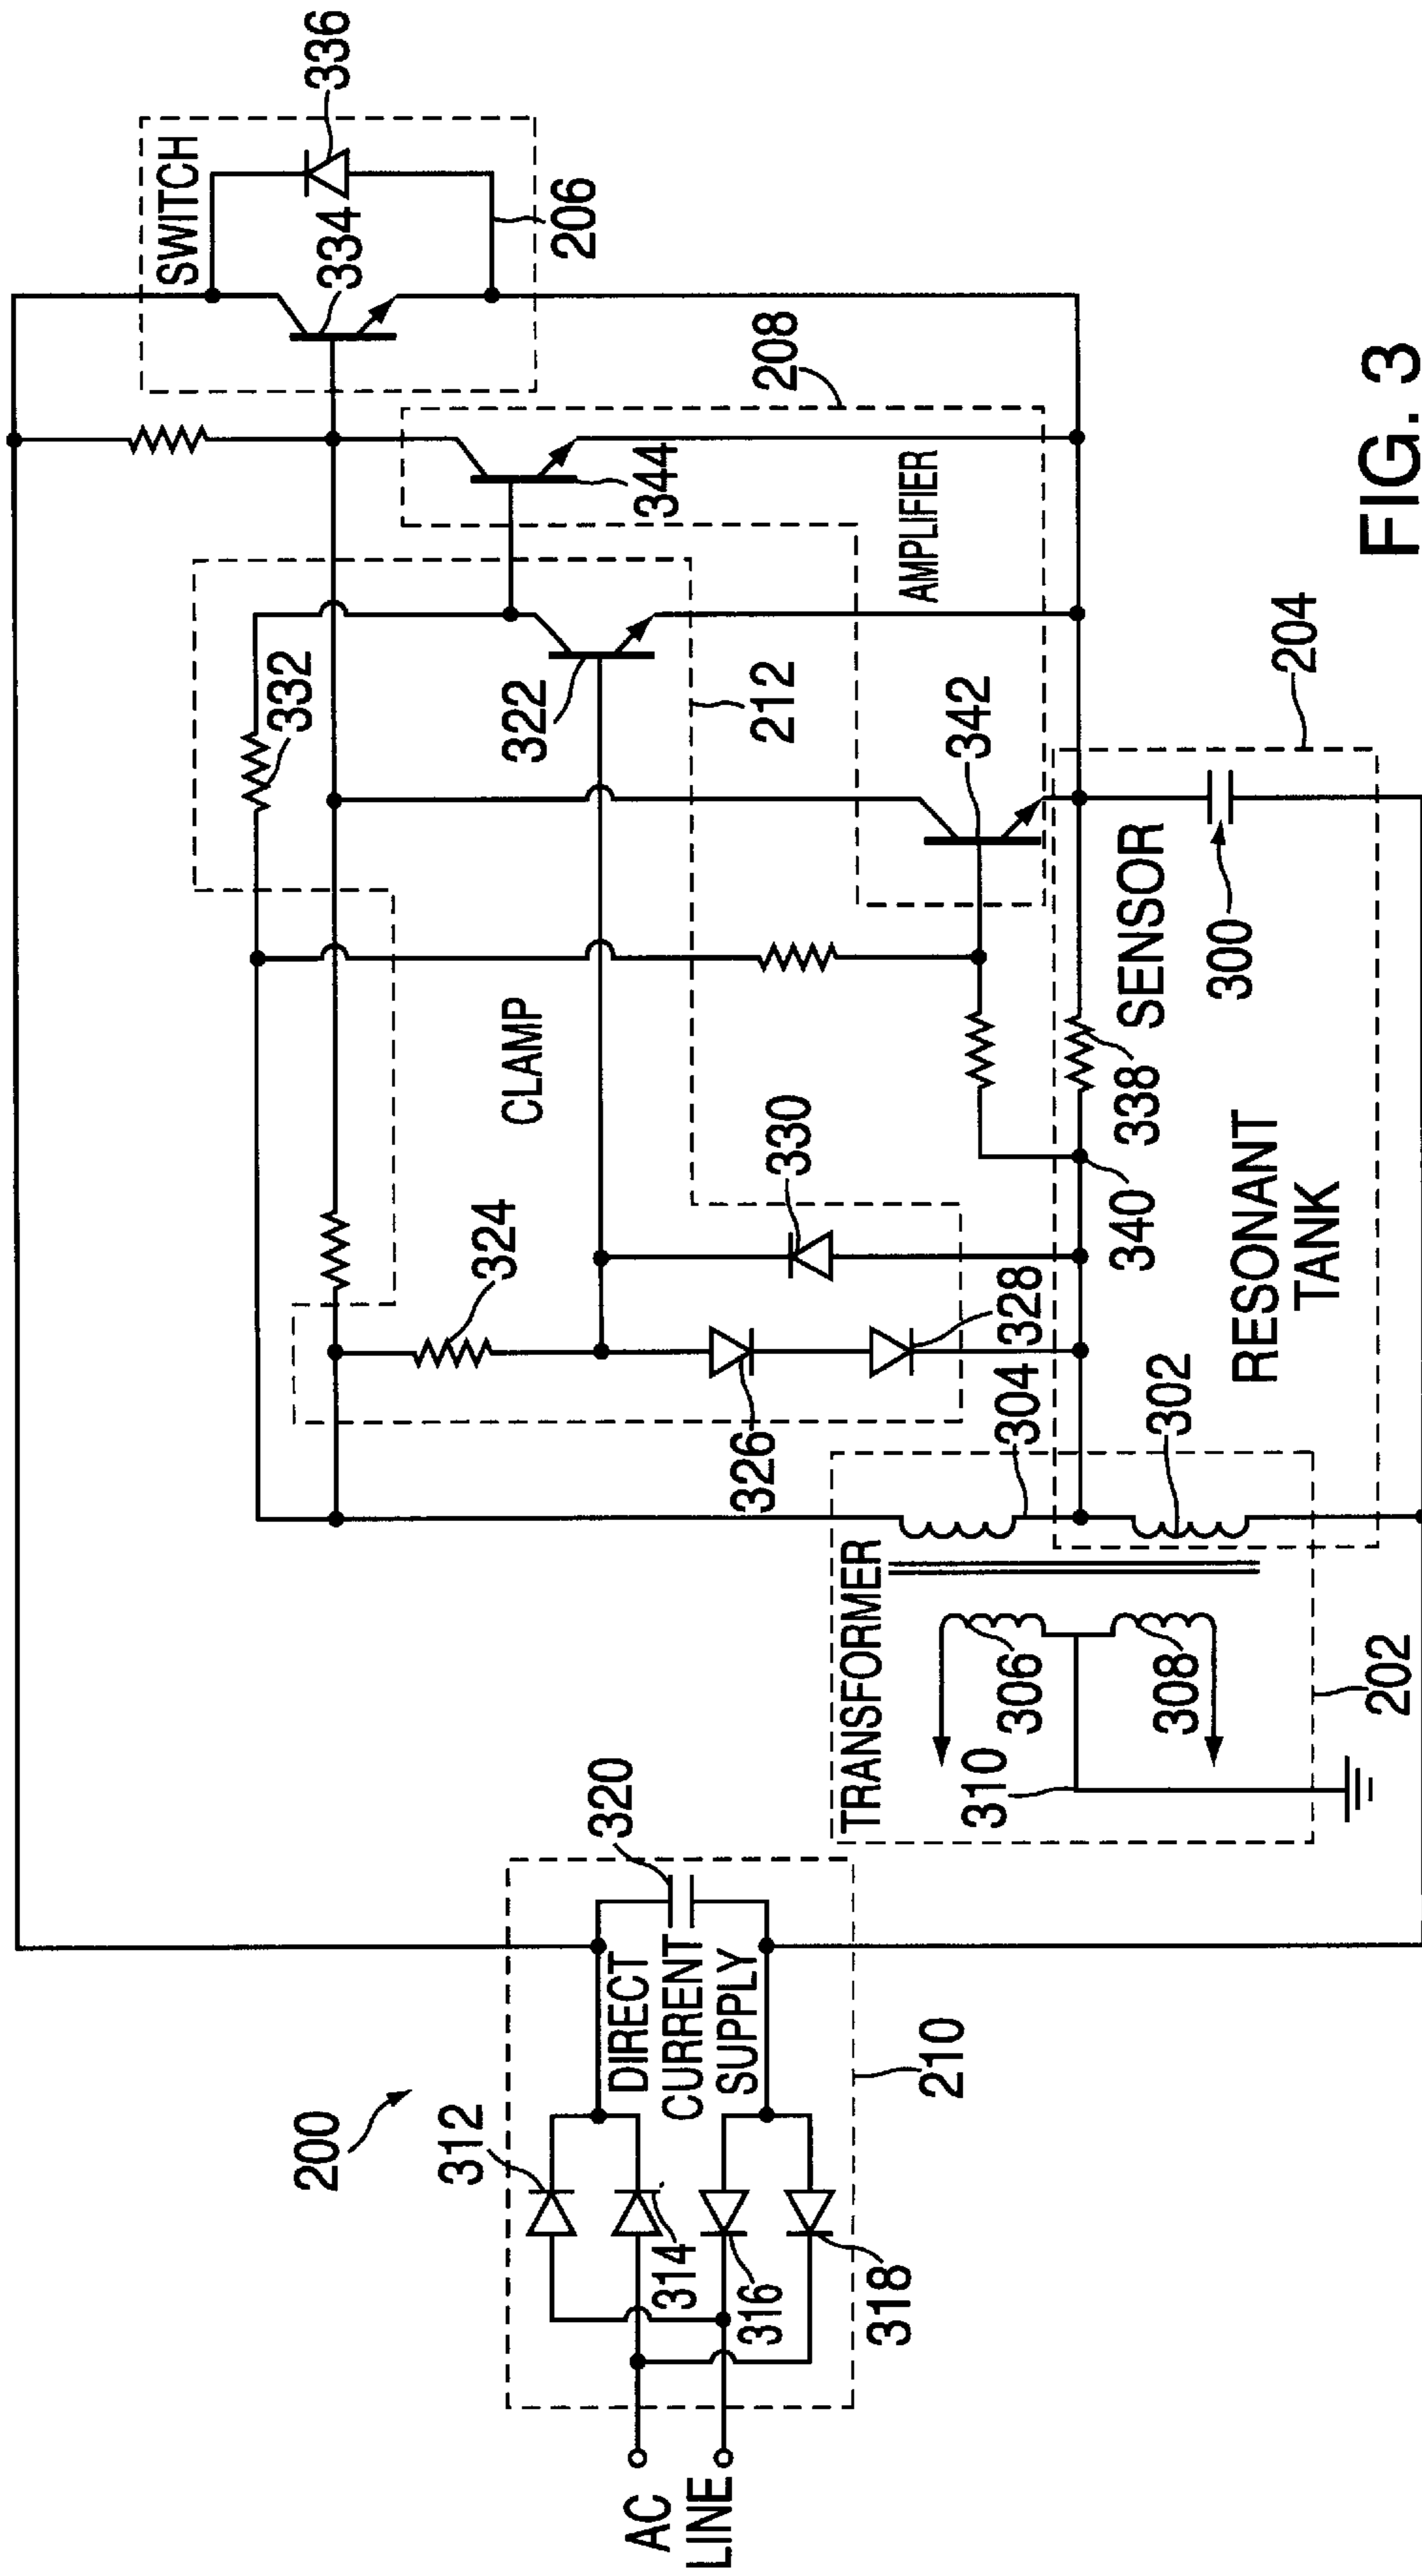 FIG. 3
200
AC
LINE
312
314
316
318
DIRECT
CURRENT
SUPPLY
320
210
TRANSFORMER
306
308
310
202
304
302
RESONANT
TANK
204
SENSOR
338
340
300
CLAMP
324
326
328
330
332
322
212
AMPLIFIER
342
344
208
SWITCH
334
336
206